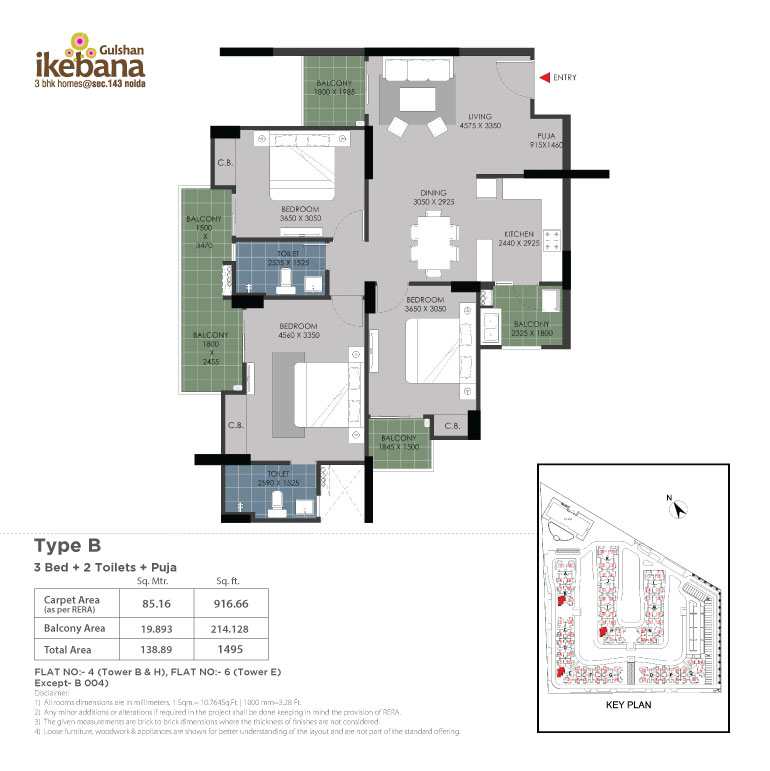 Gulshan
ikebana
3 bhk homes@sec.143 noida
BALCONY
1800 X 1985
LIVING
4575 X 3350
ENTRY
PUJA
915X1460
C.B.
BEDROOM
3650 X 3050
DINING
3050 X 2925
KITCHEN
2440 X 2925
BALCONY
1500
X
3470
TOILET
2535 X 1525
BEDROOM
3650 X 3050
BALCONY
2325 X 1800
BALCONY
1800
X
2455
BEDROOM
4560 X 3350
C.B.
C.B.
BALCONY
1845 X 1500
TOILET
2590 X 1525
Type B
3 Bed + 2 Toilets + Puja
Sq. Mtr. Sq. ft.
Carpet Area (as per RERA) 85.16 916.66
Balcony Area 19.893 214.128
Total Area 138.89 1495
FLAT NO:- 4 (Tower B & H), FLAT NO:- 6 (Tower E)
Except- B 004)
Disclaimer:
1) All rooms dimensions are in millimeters, 1 Sqm.= 10.764Sq.Ft. | 1000 mm=3.28 Ft.
2) Any minor additions or alterations if required in the project shall be done keeping in mind the provision of RERA.
3) The given measurements are brick to brick dimensions where the thickness of finishes are not considered.
4) Loose furniture, woodwork & appliances are shown for better understanding of the layout and are not part of the standard offering.
N
KEY PLAN